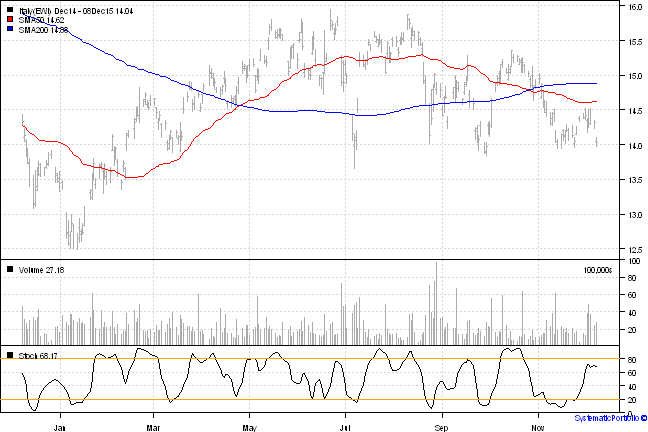 Italy(EWI) Dec14 - 08Dec15 14.04
SMA50 14.62
SMA200 14.88
16.0
15.5
15.0
14.5
14.0
13.5
13.0
12.5
Volume 27.18
100,000s
100
80
60
40
20
Stoch 68.17
80
60
40
20
Jan Mar May Jul Sep Nov
SystematicPortfolio ©